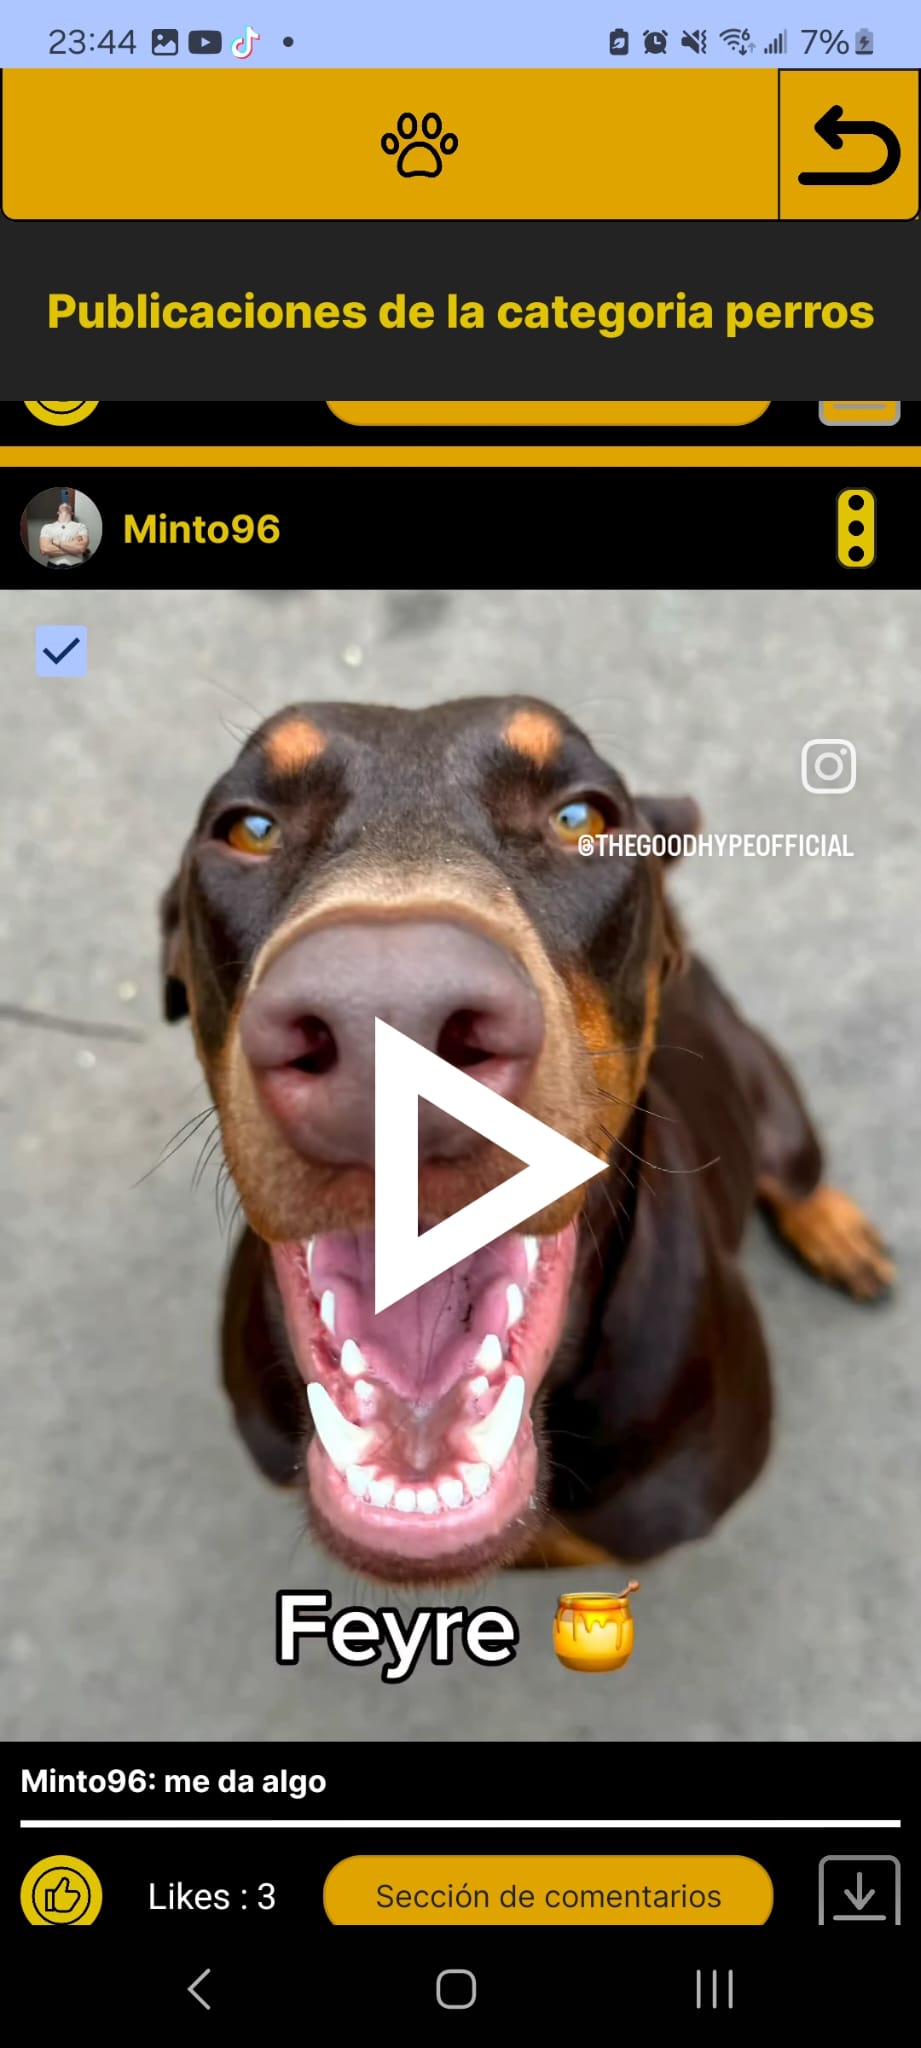 23:44
7%
Publicaciones de la categoria perros
Minto96
@THEGOODHYPEOFFICIAL
Feyre
Minto96: me da algo
Likes : 3
Sección de comentarios